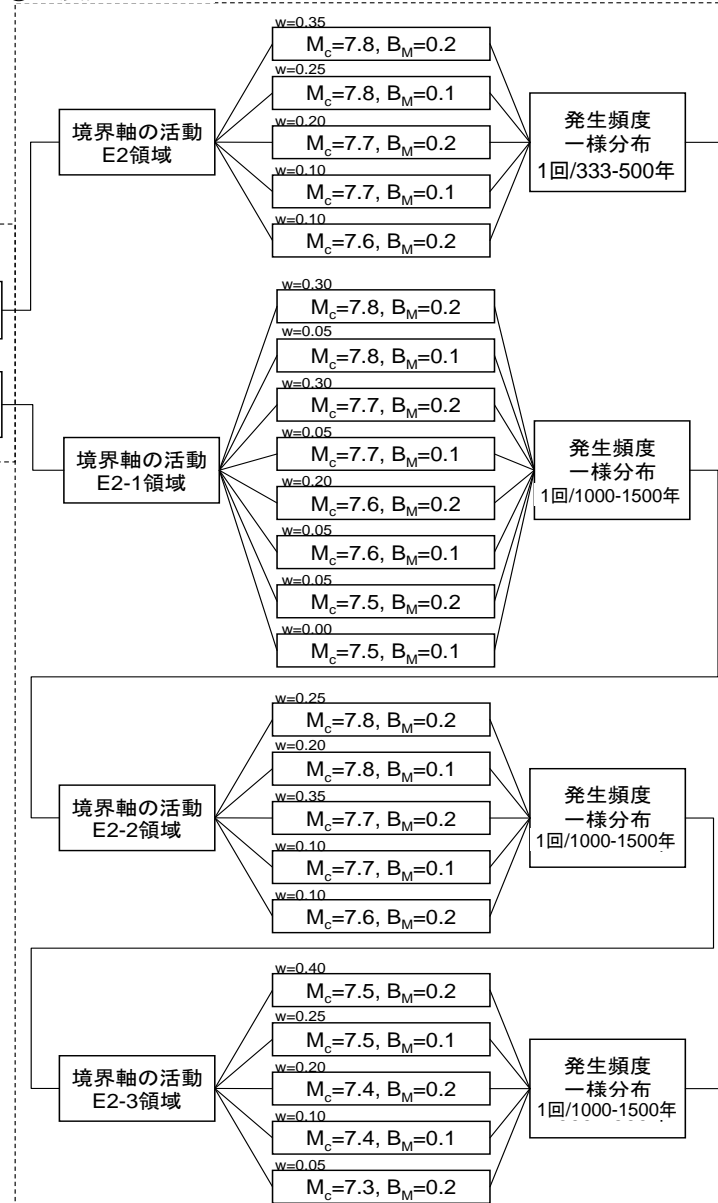 境界軸の活動
E2領域
w=0.35
Mc=7.8, BM=0.2
w=0.25
Mc=7.8, BM=0.1
w=0.20
Mc=7.7, BM=0.2
w=0.10
Mc=7.7, BM=0.1
w=0.10
Mc=7.6, BM=0.2
発生頻度
一様分布
1回/333-500年
境界軸の活動
E2-1領域
w=0.30
Mc=7.8, BM=0.2
w=0.05
Mc=7.8, BM=0.1
w=0.30
Mc=7.7, BM=0.2
w=0.05
Mc=7.7, BM=0.1
w=0.20
Mc=7.6, BM=0.2
w=0.05
Mc=7.6, BM=0.1
w=0.05
Mc=7.5, BM=0.2
w=0.00
Mc=7.5, BM=0.1
発生頻度
一様分布
1回/1000-1500年
境界軸の活動
E2-2領域
w=0.25
Mc=7.8, BM=0.2
w=0.20
Mc=7.8, BM=0.1
w=0.35
Mc=7.7, BM=0.2
w=0.10
Mc=7.7, BM=0.1
w=0.10
Mc=7.6, BM=0.2
発生頻度
一様分布
1回/1000-1500年
境界軸の活動
E2-3領域
w=0.40
Mc=7.5, BM=0.2
w=0.25
Mc=7.5, BM=0.1
w=0.20
Mc=7.4, BM=0.2
w=0.10
Mc=7.4, BM=0.1
w=0.05
Mc=7.3, BM=0.2
発生頻度
一様分布
1回/1000-1500年